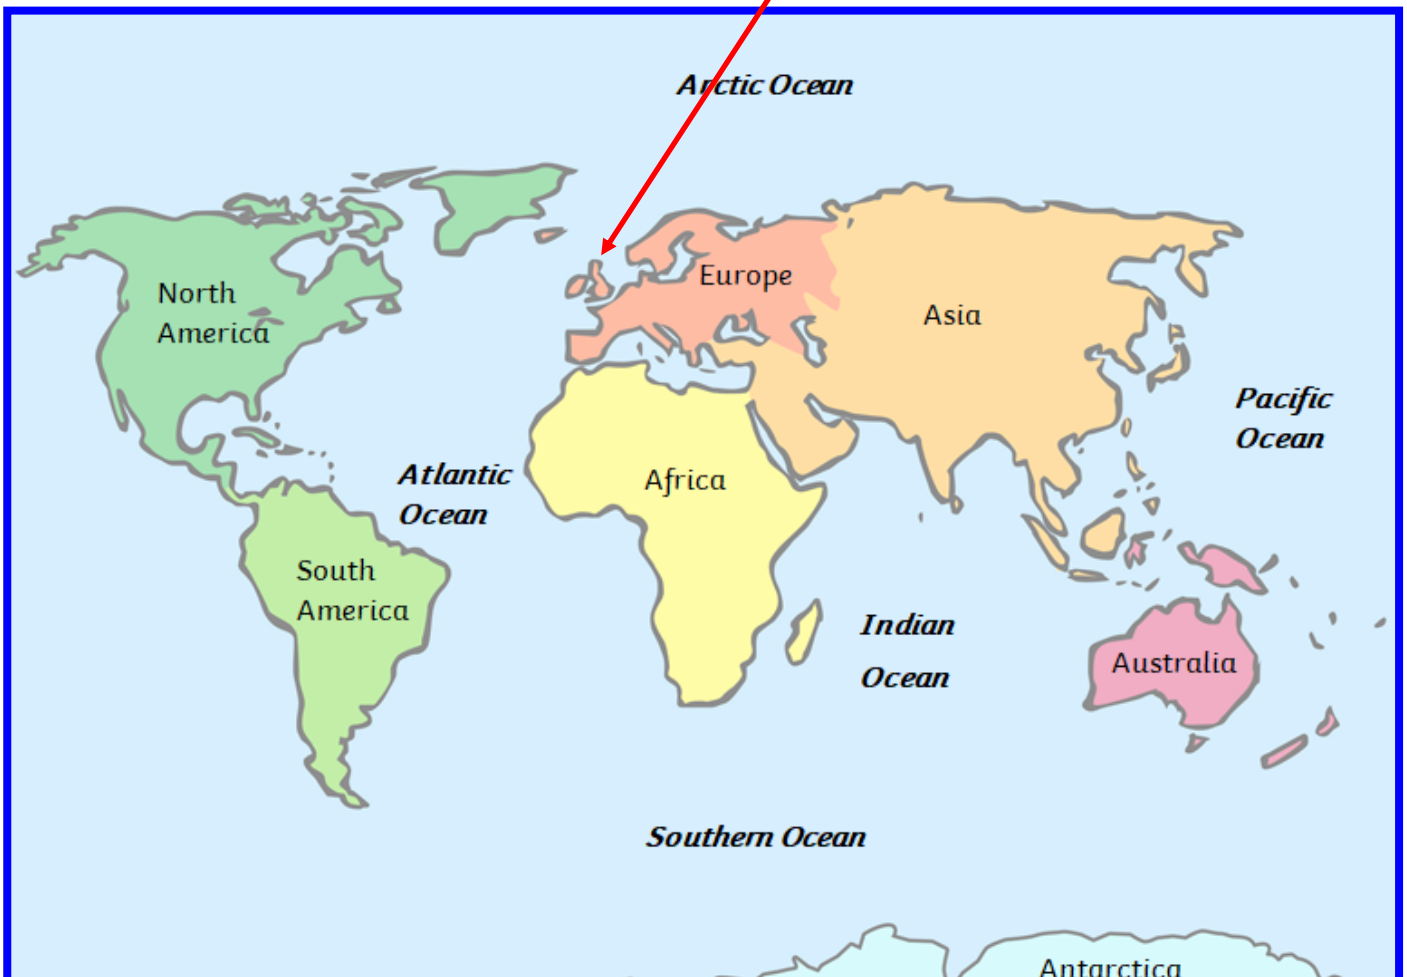 Arctic Ocean
North
America
Europe
Asia
Pacific
Ocean
Atlantic
Ocean
Africa
South
America
Indian
Ocean
Australia
Southern Ocean
Antarctica